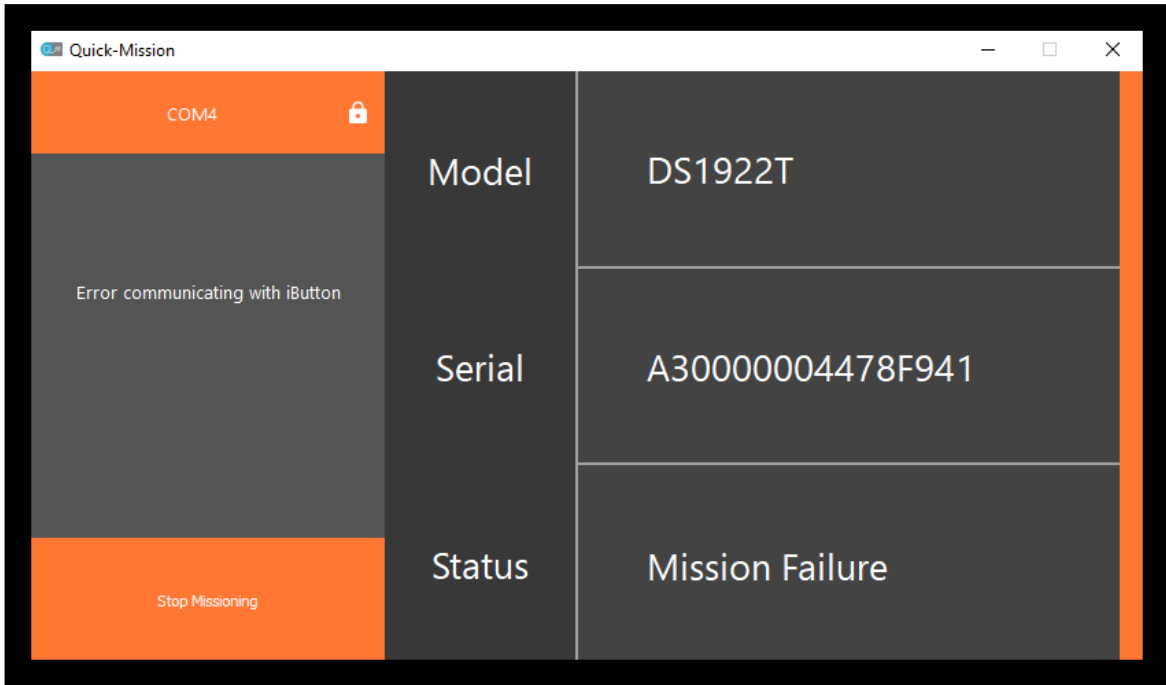 Quick-Mission
COM4
Error communicating with iButton
Stop Missioning
Model DS1922T
Serial A30000004478F941
Status Mission Failure